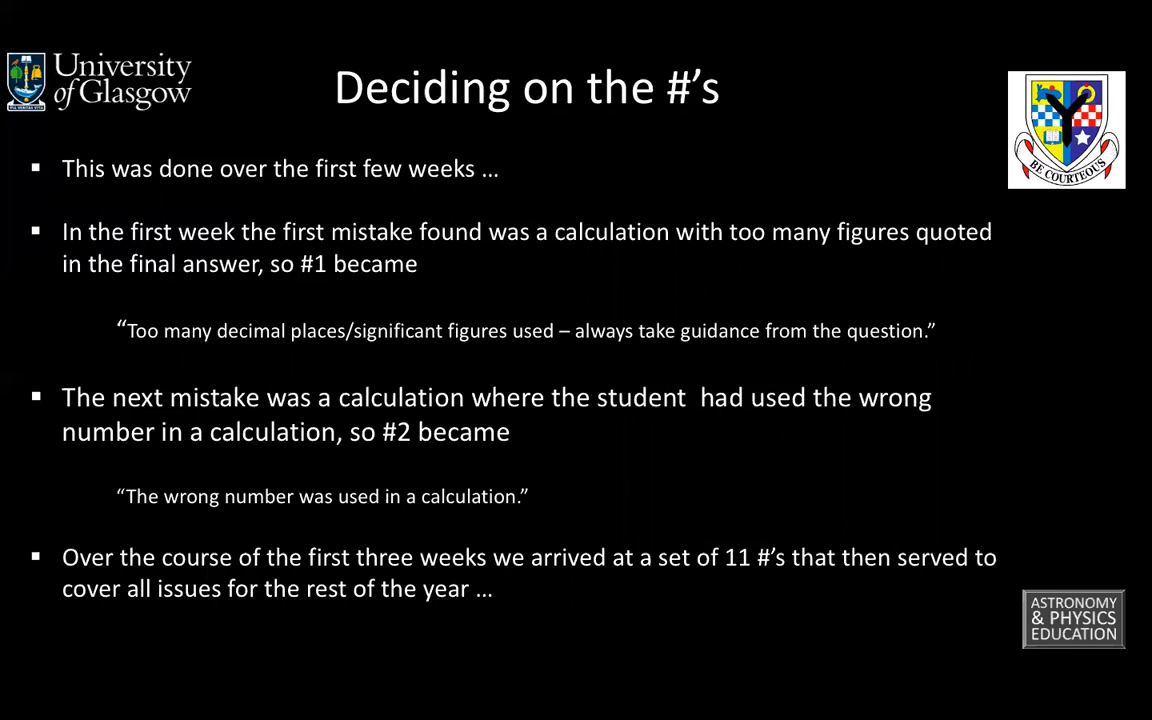 University
of Glasgow
Deciding on the #’s
BE COURTEOUS
▪ This was done over the first few weeks …
▪ In the first week the first mistake found was a calculation with too many figures quoted
in the final answer, so #1 became
“Too many decimal places/significant figures used – always take guidance from the question.”
▪ The next mistake was a calculation where the student  had used the wrong
number in a calculation, so #2 became
“The wrong number was used in a calculation.”
▪ Over the course of the first three weeks we arrived at a set of 11 #’s that then served to
cover all issues for the rest of the year …
ASTRONOMY
& PHYSICS
EDUCATION